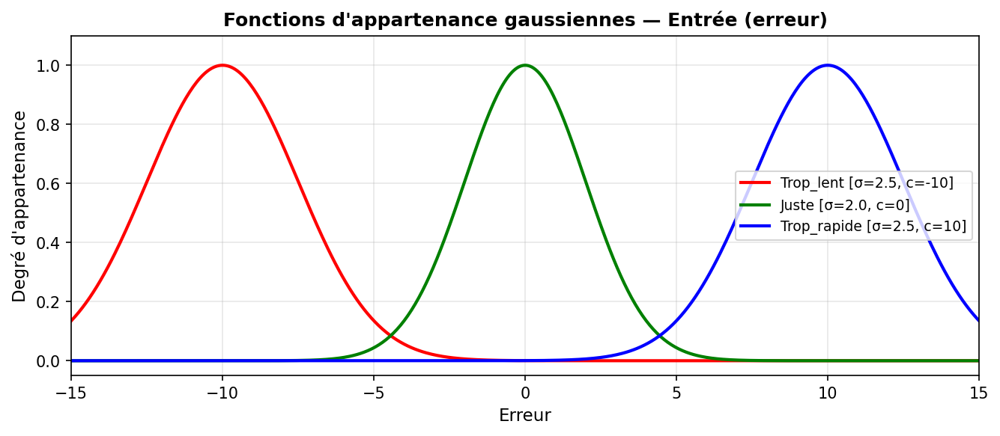 Fonctions d'appartenance gaussiennes — Entrée (erreur)
Degré d'appartenance
1.0
0.8
0.6
0.4
0.2
0.0
Trop_lent [σ=2.5, c=-10]
Juste [σ=2.0, c=0]
Trop_rapide [σ=2.5, c=10]
−15 −10 −5 0 5 10 15
Erreur